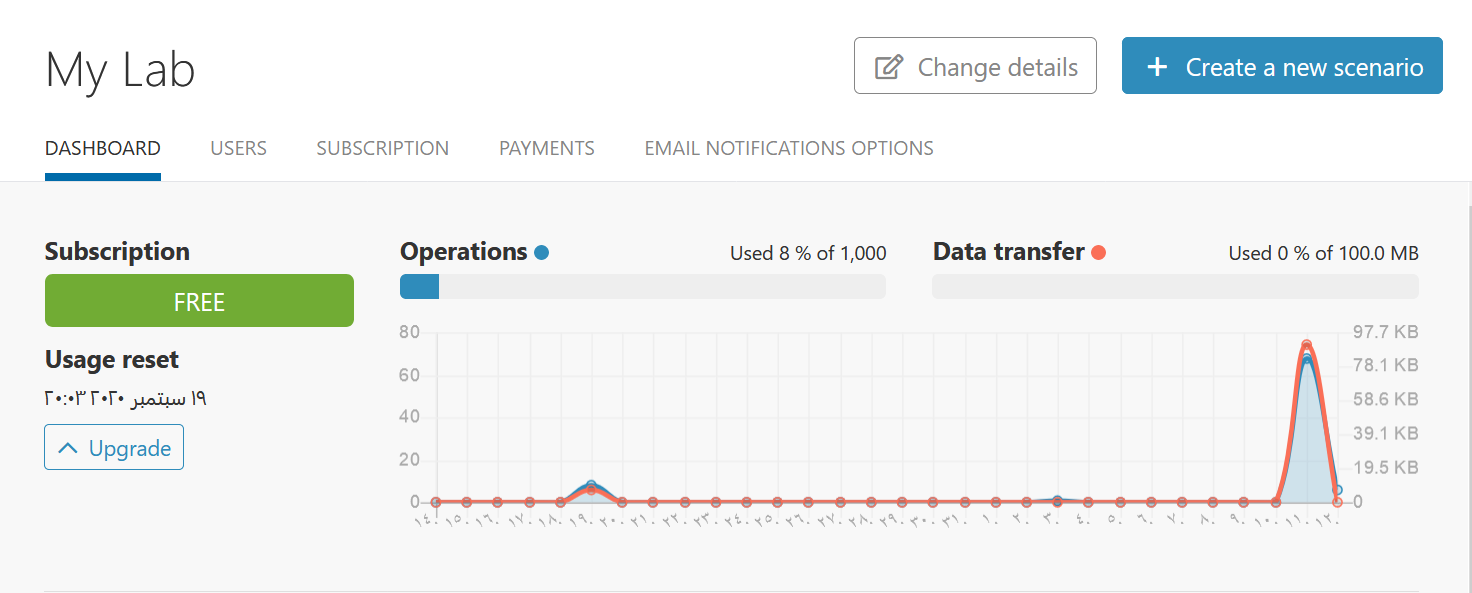 My Lab
Change details
+ Create a new scenario
DASHBOARD USERS SUBSCRIPTION PAYMENTS EMAIL NOTIFICATIONS OPTIONS
Subscription
FREE
Usage reset
١٩ سبتمبر ٢٠٢٠ ٢٠:٠٣
Upgrade
Operations Used 8 % of 1,000
Data transfer Used 0 % of 100.0 MB
80
60
40
20
0
97.7 KB
78.1 KB
58.6 KB
39.1 KB
19.5 KB
0
١٤. ١٥. ١٦. ١٧. ١٨. ١٩. ٢٠. ٢١. ٢٢. ٢٣. ٢٤. ٢٥. ٢٦. ٢٧. ٢٨. ٢٩. ٣٠. ٣١. ١. ٢. ٣. ٤. ٥. ٦. ٧. ٨. ٩. ١٠. ١١. ١٢.